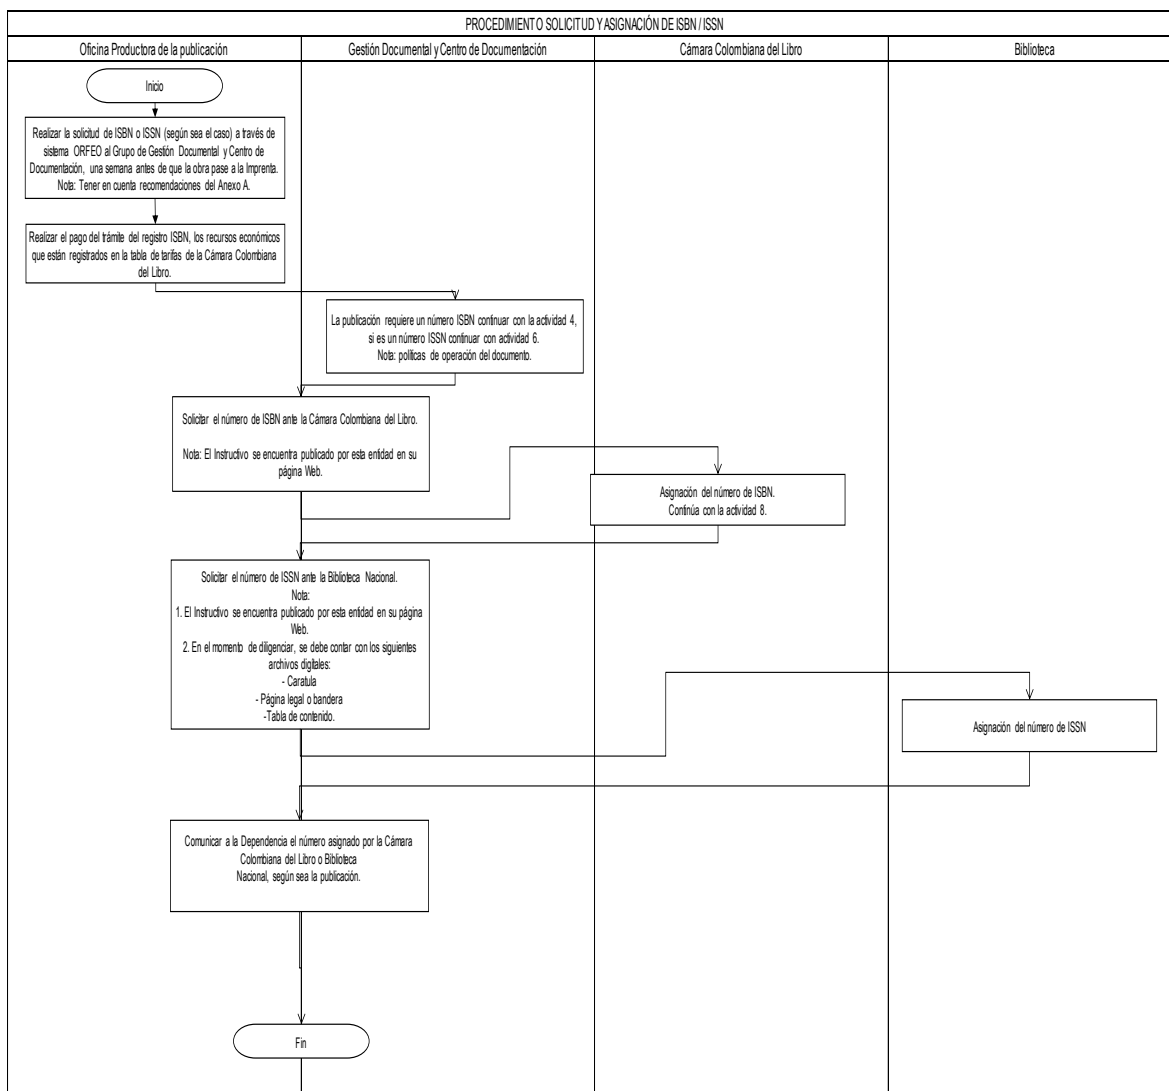 PROCEDIMIENTO SOLICITUD Y ASIGNACIÓN DE ISBN / ISSN
Oficina Productora de la publicación
Gestión Documental y Centro de Documentación
Cámara Colombiana del Libro
Biblioteca
Inicio
Realizar la solicitud de ISBN o ISSN (según sea el caso) a través de
sistema ORFEO al Grupo de Gestión Documental y Centro de
Documentación, una semana antes de que la obra pase a la Imprenta.
Nota: Tener en cuenta recomendaciones del Anexo A.
Realizar el pago del trámite del registro ISBN, los recursos económicos
que están registrados en la tabla de tarifas de la Cámara Colombiana
del Libro.
La publicación requiere un número ISBN continuar con la actividad 4,
si es un número ISSN continuar con actividad 6.
Nota: políticas de operación del documento.
Solicitar el número de ISBN ante la Cámara Colombiana del Libro.
Nota: El Instructivo se encuentra publicado por esta entidad en su
página Web.
Asignación del número de ISBN.
Continúa con la actividad 8.
Solicitar el número de ISSN ante la Biblioteca Nacional.
Nota:
1. El Instructivo se encuentra publicado por esta entidad en su página
Web.
2. En el momento de diligenciar, se debe contar con los siguientes
archivos digitales:
- Caratula
- Página legal o bandera
-Tabla de contenido.
Asignación del número de ISSN
Comunicar a la Dependencia el número asignado por la Cámara
Colombiana del Libro o Biblioteca
Nacional, según sea la publicación.
Fin